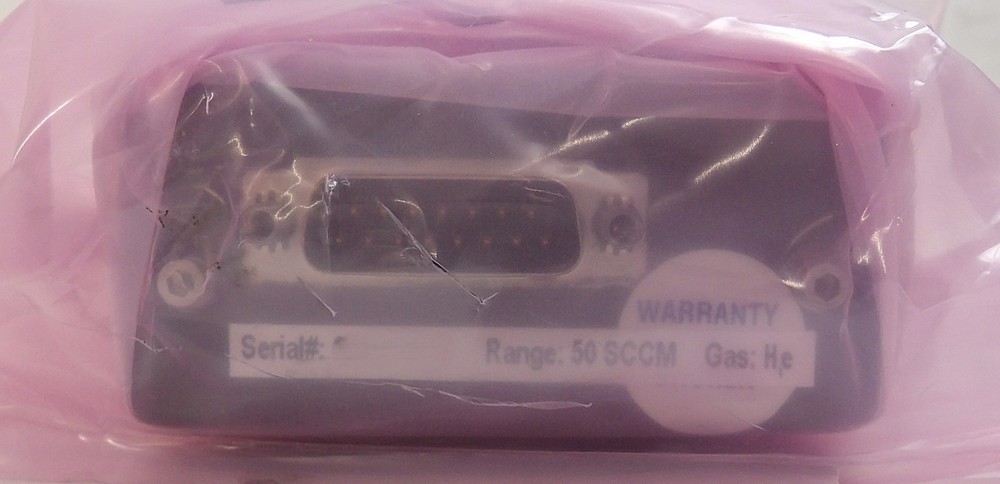 WARRANTY
Serial#: Range: 50 SCCM Gas: He